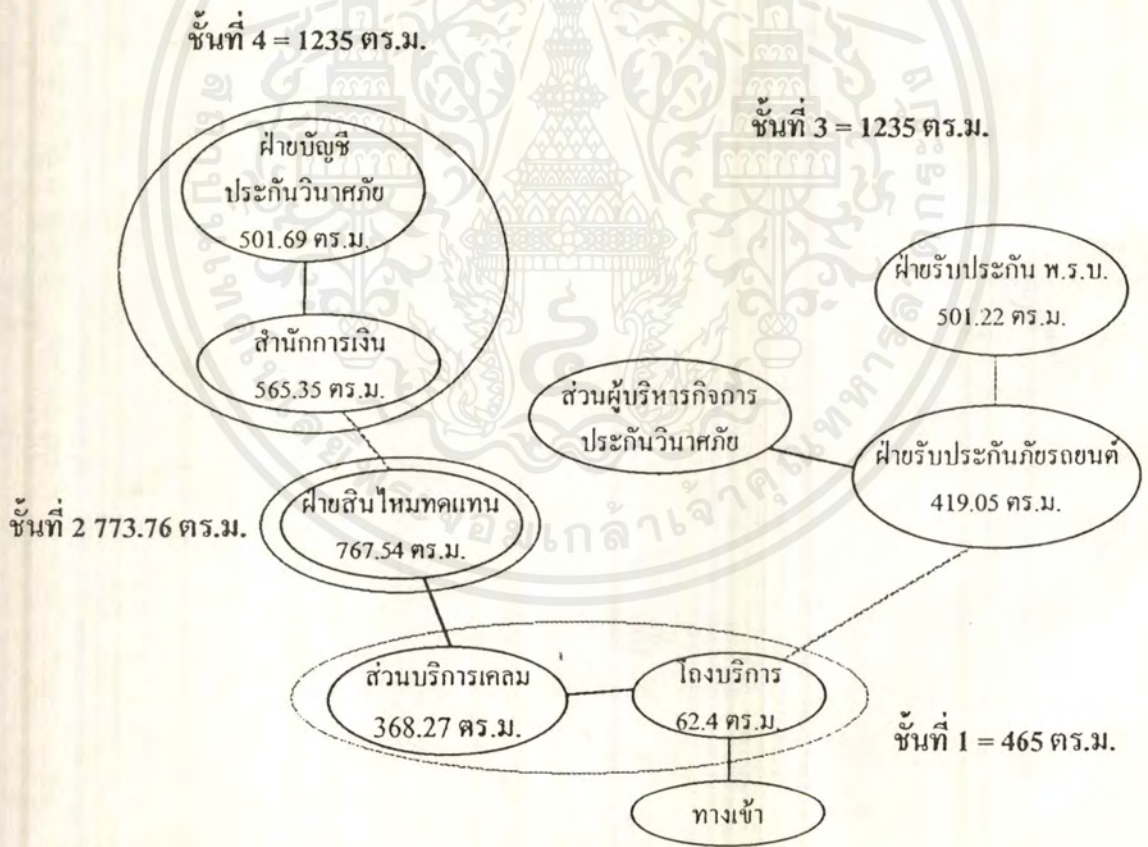 ชั้นที่ 4 = 1235 ตร.ม.
ชั้นที่ 3 = 1235 ตร.ม.
ฝ่ายบัญชี
ประกันวินาศภัย
501.69 ตร.ม.
สำนักการเงิน
565.35 ตร.ม.
ฝ่ายรับประกัน พ.ร.บ.
501.22 ตร.ม.
ส่วนผู้บริหารกิจการ
ประกันวินาศภัย
ฝ่ายรับประกันภัยรถยนต์
419.05 ตร.ม.
ชั้นที่ 2 773.76 ตร.ม.
ฝ่ายสินไหมทดแทน
767.54 ตร.ม.
ส่วนบริการเคลม
368.27 ตร.ม.
โถงบริการ
62.4 ตร.ม.
ชั้นที่ 1 = 465 ตร.ม.
ทางเข้า